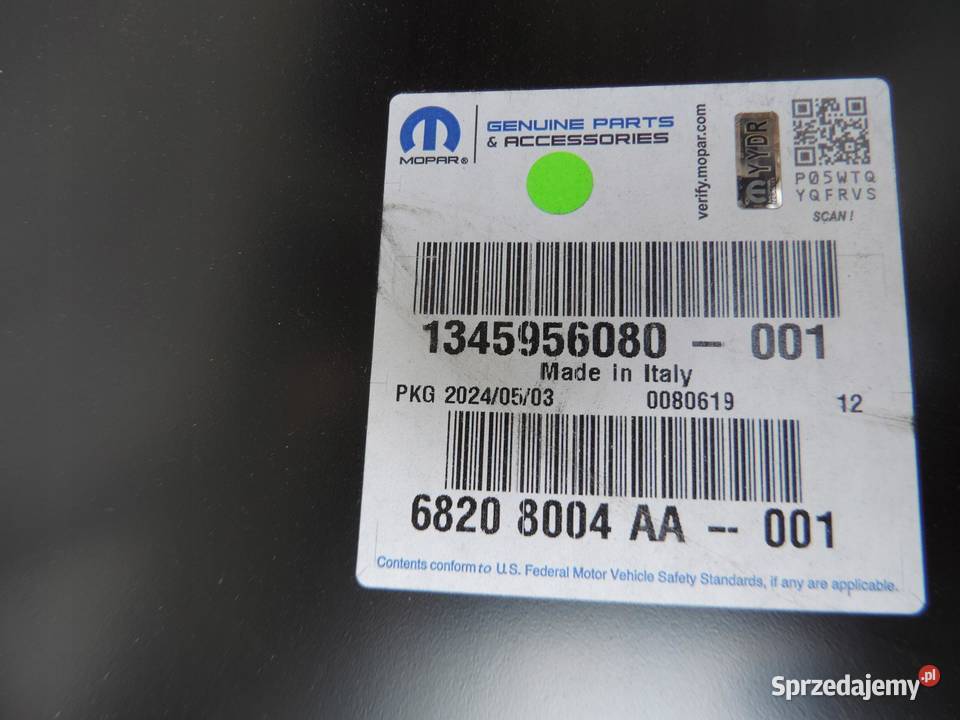 MOPAR®
GENUINE PARTS
& ACCESSORIES
verify.mopar.com
YYDR
P05WTQ
YQFRVS
SCAN!
1345956080 - 001
Made in Italy
PKG 2024/05/03 0080619 12
6820 8004 AA -- 001
Contents conform to U.S. Federal Motor Vehicle Safety Standards, if any are applicable.
Sprzedajemy.pl